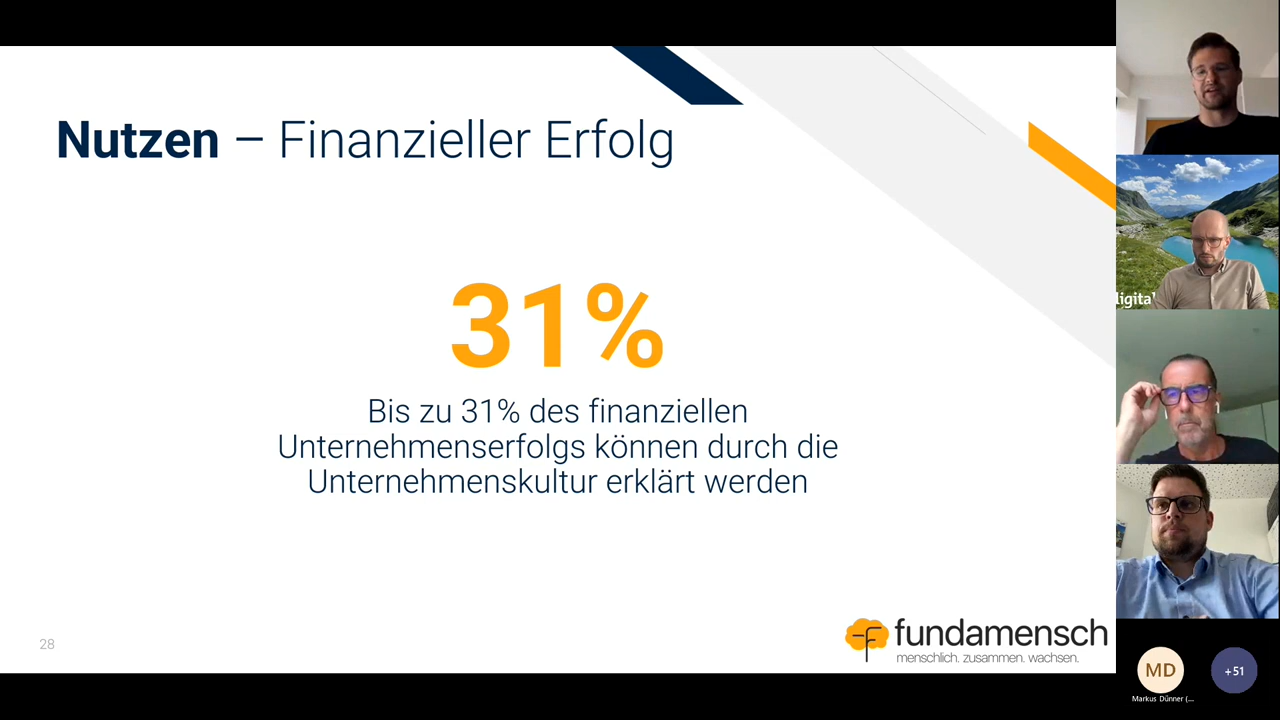 Nutzen – Finanzieller Erfolg
31%
Bis zu 31% des finanziellen
Unternehmenserfolgs können durch die
Unternehmenskultur erklärt werden
28
fundamensch
menschlich. zusammen. wachsen.
digital
MD
+51
Markus Dünner (...